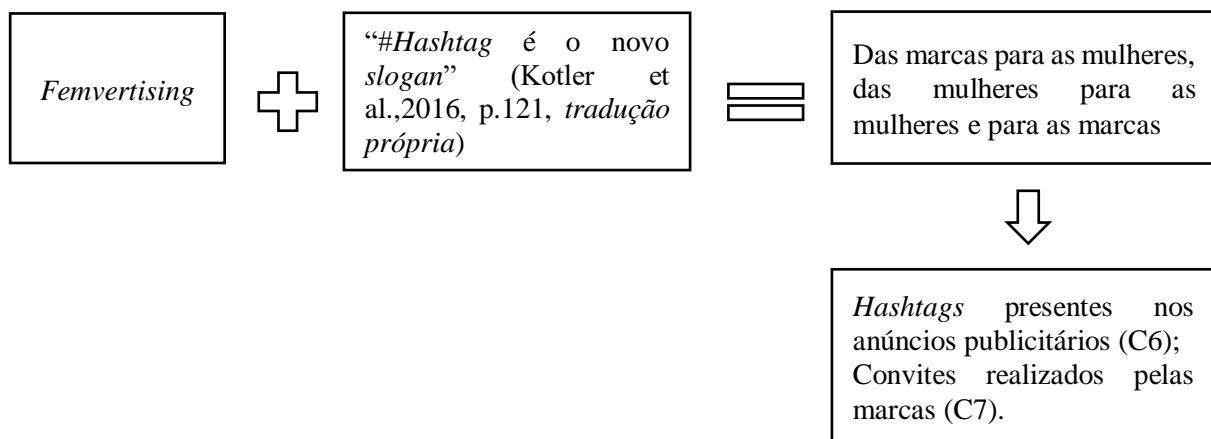 Femvertising
“#Hashtag é o novo
slogan” (Kotler et
al.,2016, p.121, tradução
própria)
Das marcas para as mulheres,
das mulheres para as
mulheres e para as marcas
Hashtags presentes nos
anúncios publicitários (C6);
Convites realizados pelas
marcas (C7).